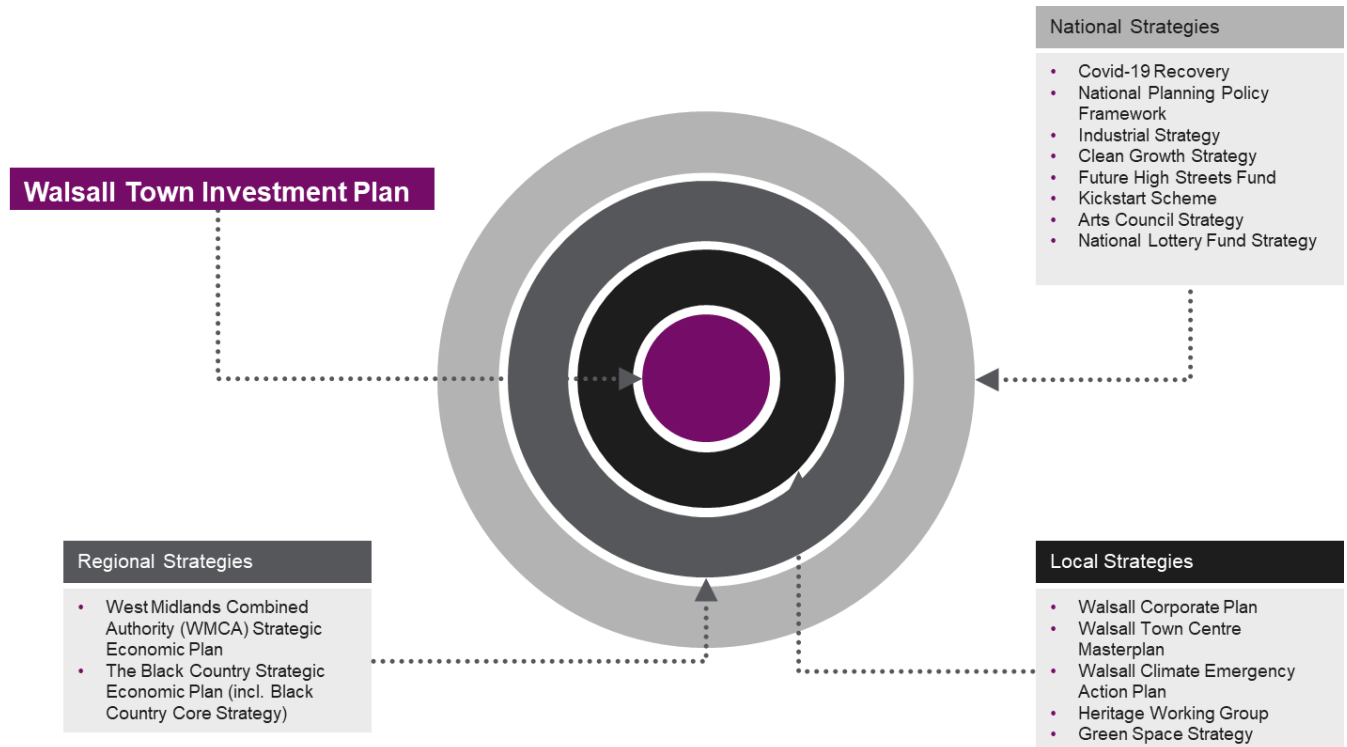 Walsall Town Investment Plan
National Strategies
• Covid-19 Recovery
• National Planning Policy
Framework
• Industrial Strategy
• Clean Growth Strategy
• Future High Streets Fund
• Kickstart Scheme
• Arts Council Strategy
• National Lottery Fund Strategy
Regional Strategies
• West Midlands Combined
Authority (WMCA) Strategic
Economic Plan
• The Black Country Strategic
Economic Plan (incl. Black
Country Core Strategy)
Local Strategies
• Walsall Corporate Plan
• Walsall Town Centre
Masterplan
• Walsall Climate Emergency
Action Plan
• Heritage Working Group
• Green Space Strategy